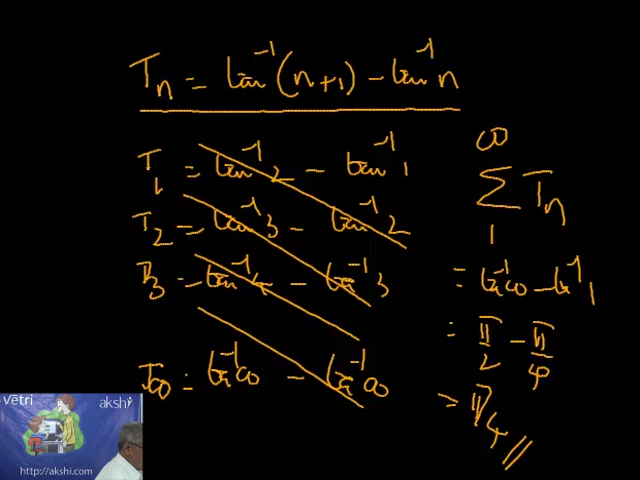 Tₙ = tan⁻¹(n+1) − tan⁻¹n
T₁ = tan⁻¹2 − tan⁻¹1
T₂ = tan⁻¹3 − tan⁻¹2
T₃ = tan⁻¹4 − tan⁻¹3
T∞ = tan⁻¹∞ − tan⁻¹∞
∞
∑ Tₙ
1
= tan⁻¹∞ − tan⁻¹1
= π/2 − π/4
= π/4 //
vetri
akshi
http://akshi.com